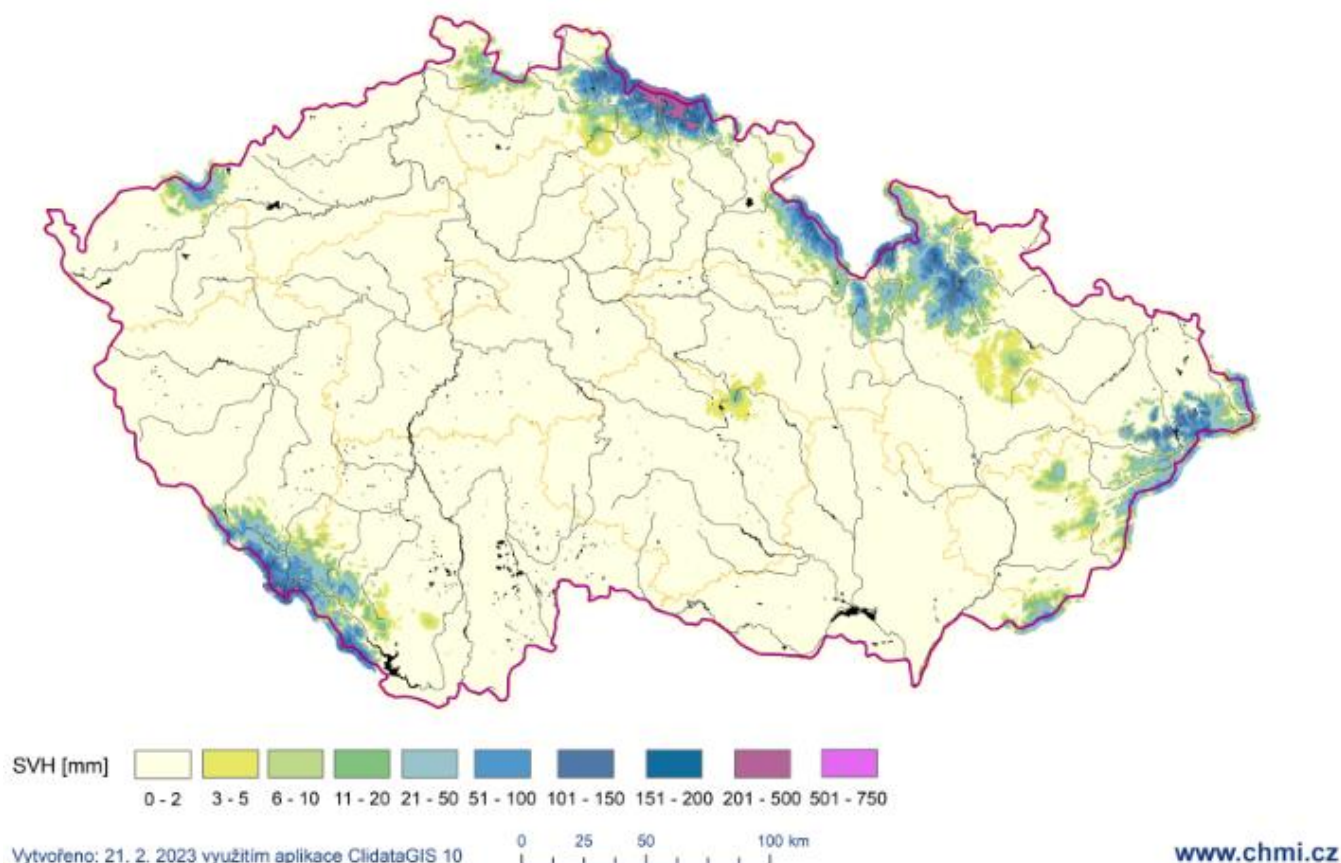 SVH [mm]
0 - 2 3 - 5 6 - 10 11 - 20 21 - 50 51 - 100 101 - 150 151 - 200 201 - 500 501 - 750
0 25 50 100 km
Vytvořeno: 21. 2. 2023 využitím aplikace ClidataGIS 10
www.chmi.cz